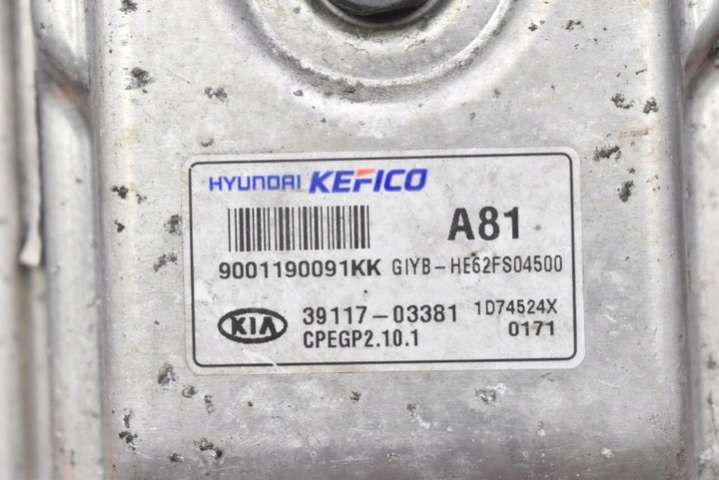 HYUNDAI KEFICO
A81
9001190091KK GIYB-HE62FS04500
KIA 39117-03381 1D74524X
CPEGP2.10.1 0171